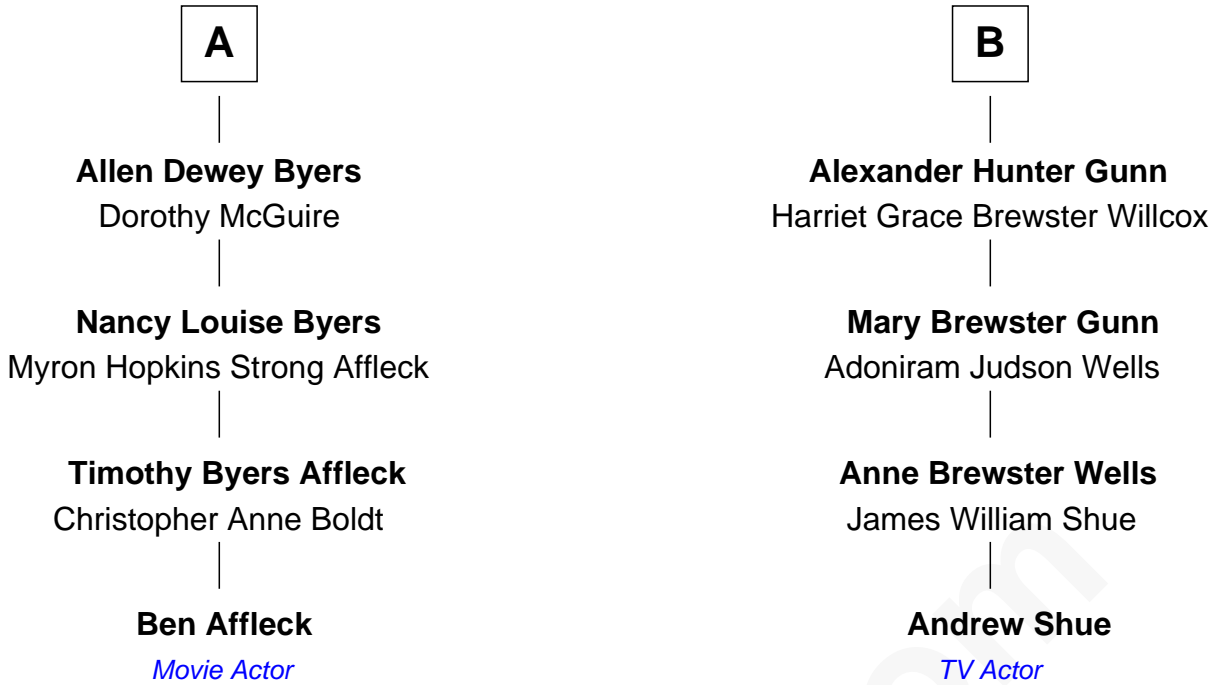 A
Allen Dewey Byers
Dorothy McGuire
Nancy Louise Byers
Myron Hopkins Strong Affleck
Timothy Byers Affleck
Christopher Anne Boldt
Ben Affleck
Movie Actor
B
Alexander Hunter Gunn
Harriet Grace Brewster Willcox
Mary Brewster Gunn
Adoniram Judson Wells
Anne Brewster Wells
James William Shue
Andrew Shue
TV Actor
om